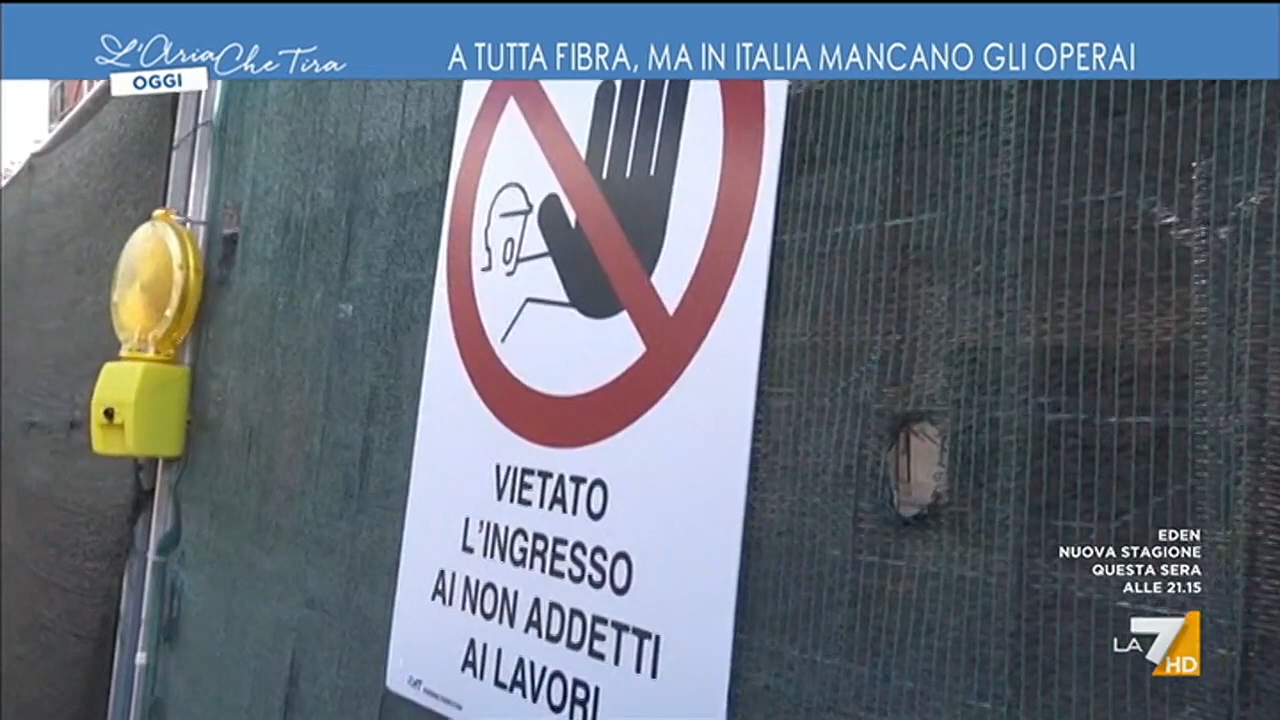 L'Aria Che Tira
OGGI
A TUTTA FIBRA, MA IN ITALIA MANCANO GLI OPERAI
VIETATO
L'INGRESSO
AI NON ADDETTI
AI LAVORI
EDEN
NUOVA STAGIONE
QUESTA SERA
ALLE 21.15
LA7 HD